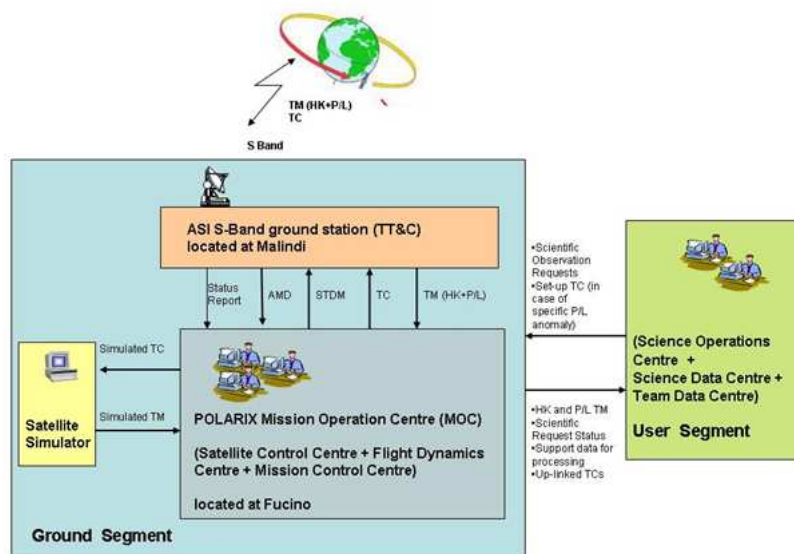 TM (HK+P/L)
TC
S Band
ASI S-Band ground station (TT&C)
located at Malindi
Status
Report
AMD
STDM
TC
TM (HK+P/L)
•Scientific
Observation
Requests
•Set-up TC (in
case of
specific P/L
anomaly)
Simulated TC
Simulated TM
Satellite
Simulator
POLARIX Mission Operation Centre (MOC)
(Satellite Control Centre + Flight Dynamics
Centre + Mission Control Centre)
located at Fucino
Ground Segment
(Science Operations
Centre +
Science Data Centre +
Team Data Centre)
User Segment
•HK and P/L TM
•Scientific
Request Status
•Support data for
processing
•Up-linked TCs